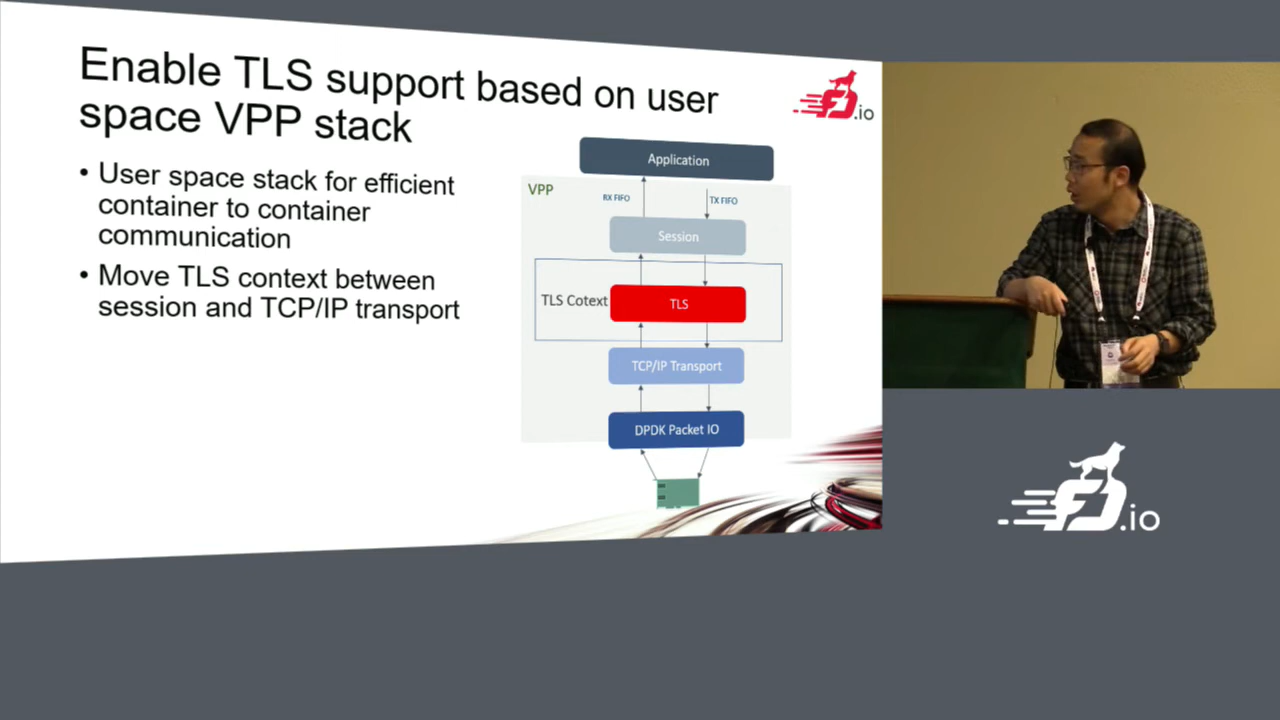 Enable TLS support based on user
space VPP stack
FD.io
• User space stack for efficient
container to container
communication
• Move TLS context between
session and TCP/IP transport
Application
VPP
RX FIFO
TX FIFO
Session
TLS Cotext
TLS
TCP/IP Transport
DPDK Packet IO
FD.io